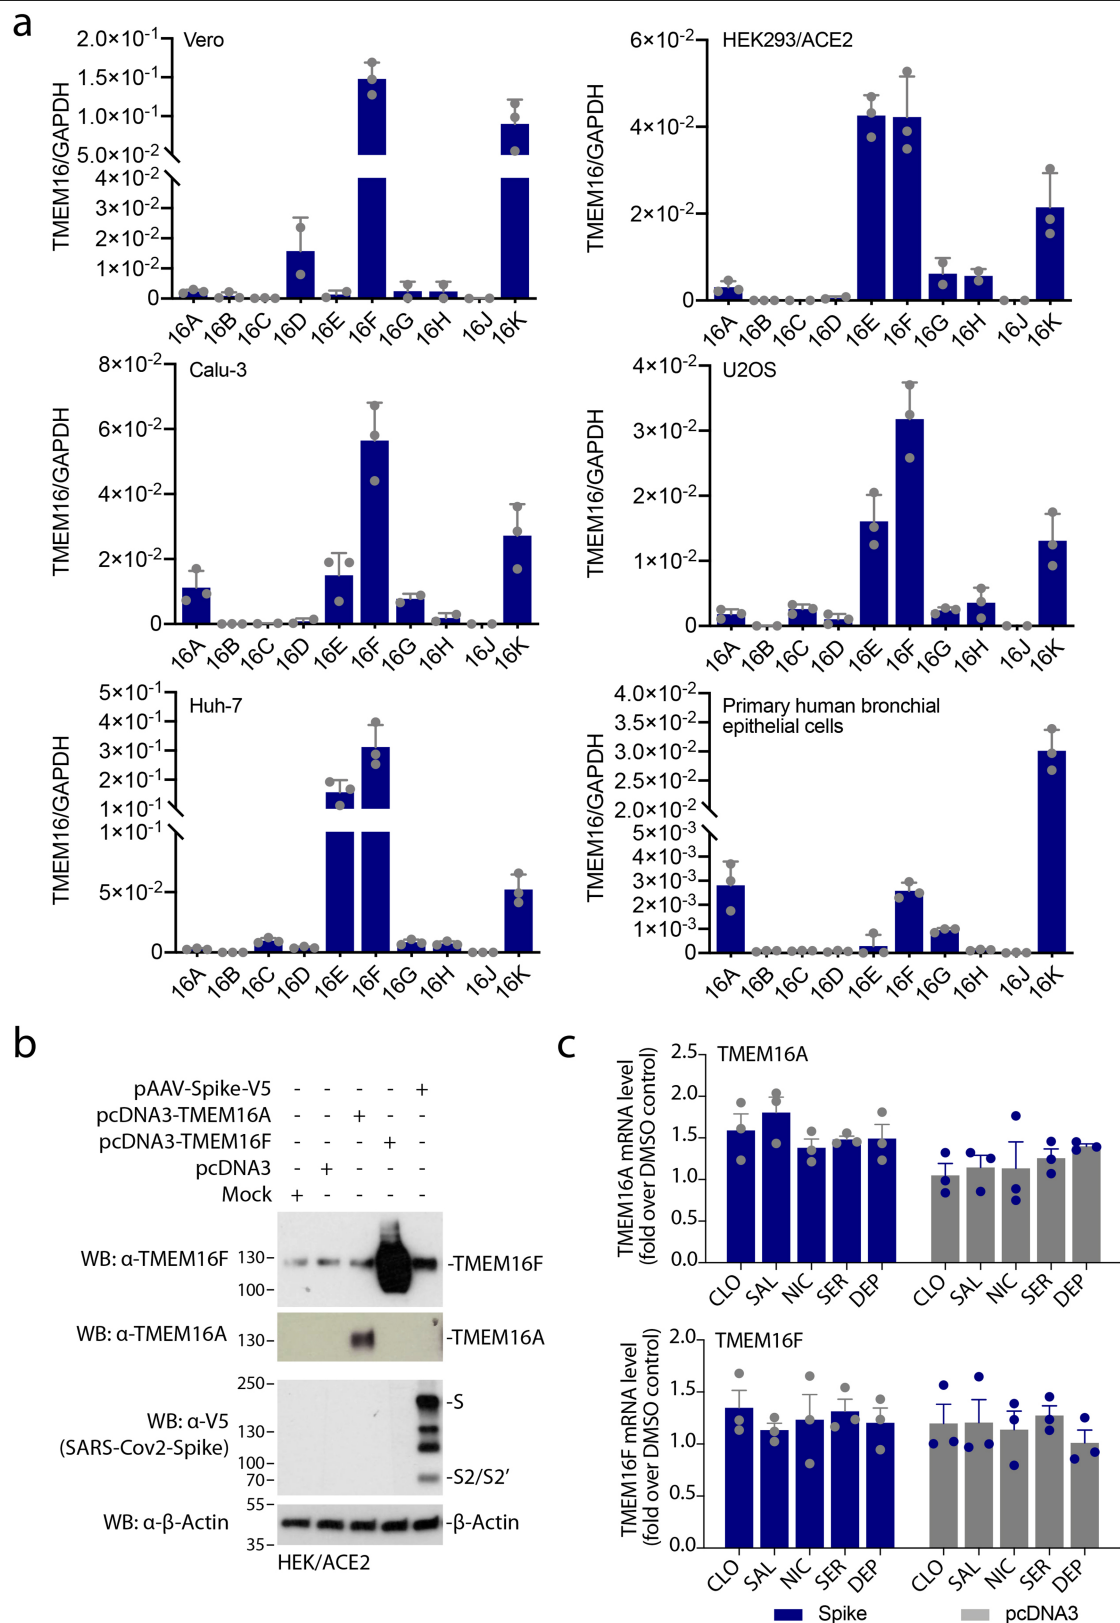 a
Vero
TMEM16/GAPDH
2.0×10⁻¹
1.5×10⁻¹
1.0×10⁻¹
5.0×10⁻²
4×10⁻²
3×10⁻²
2×10⁻²
1×10⁻²
0
16A 16B 16C 16D 16E 16F 16G 16H 16J 16K
HEK293/ACE2
TMEM16/GAPDH
6×10⁻²
4×10⁻²
2×10⁻²
0
16A 16B 16C 16D 16E 16F 16G 16H 16J 16K
Calu-3
TMEM16/GAPDH
8×10⁻²
6×10⁻²
4×10⁻²
2×10⁻²
0
16A 16B 16C 16D 16E 16F 16G 16H 16J 16K
U2OS
TMEM16/GAPDH
4×10⁻²
3×10⁻²
2×10⁻²
1×10⁻²
0
16A 16B 16C 16D 16E 16F 16G 16H 16J 16K
Huh-7
TMEM16/GAPDH
5×10⁻¹
4×10⁻¹
3×10⁻¹
2×10⁻¹
1×10⁻¹
1×10⁻¹
5×10⁻²
0
16A 16B 16C 16D 16E 16F 16G 16H 16J 16K
Primary human bronchial
epithelial cells
TMEM16/GAPDH
4.0×10⁻²
3.5×10⁻²
3.0×10⁻²
2.5×10⁻²
2.0×10⁻²
5×10⁻³
4×10⁻³
3×10⁻³
2×10⁻³
1×10⁻³
0
16A 16B 16C 16D 16E 16F 16G 16H 16J 16K
b
pAAV-Spike-V5 - - - - +
pcDNA3-TMEM16A - - + - -
pcDNA3-TMEM16F - - - + -
pcDNA3 - + - - -
Mock + - - - -
WB: α-TMEM16F 130- -TMEM16F
100-
WB: α-TMEM16A 130- -TMEM16A
250-
-S
WB: α-V5 130-
(SARS-Cov2-Spike)
100-
70- -S2/S2′
55-
WB: α-β-Actin -β-Actin
35-
HEK/ACE2
c
TMEM16A
TMEM16A mRNA level
(fold over DMSO control)
2.5
2.0
1.5
1.0
0.5
0.0
CLO SAL NIC SER DEP CLO SAL NIC SER DEP
TMEM16F
TMEM16F mRNA level
(fold over DMSO control)
2.0
1.5
1.0
0.5
0.0
CLO SAL NIC SER DEP CLO SAL NIC SER DEP
Spike pcDNA3